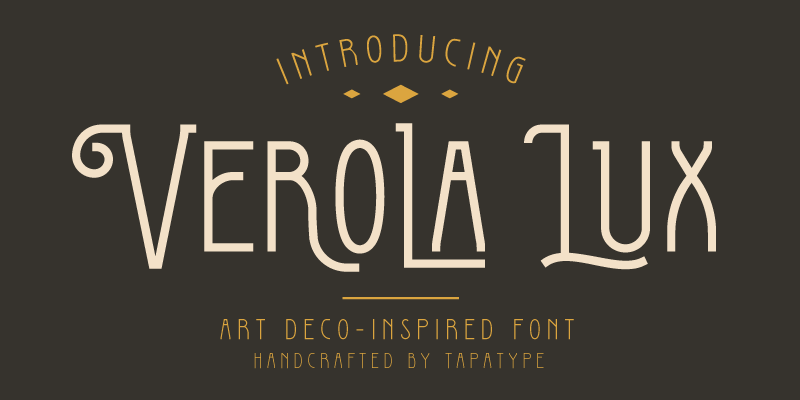 INTRODUCING
VEROLA LUX
ART DECO-INSPIRED FONT
HANDCRAFTED BY TAPATYPE